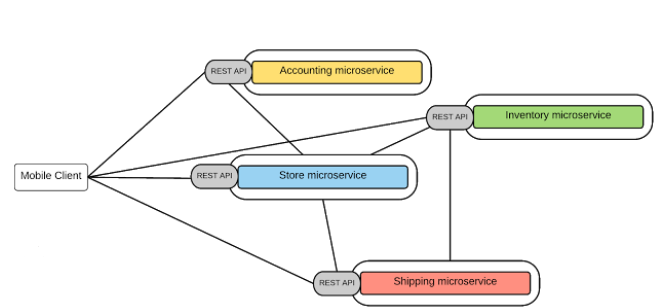 REST API
Accounting microservice
REST API
Inventory microservice
Mobile Client
REST API
Store microservice
REST API
Shipping microservice